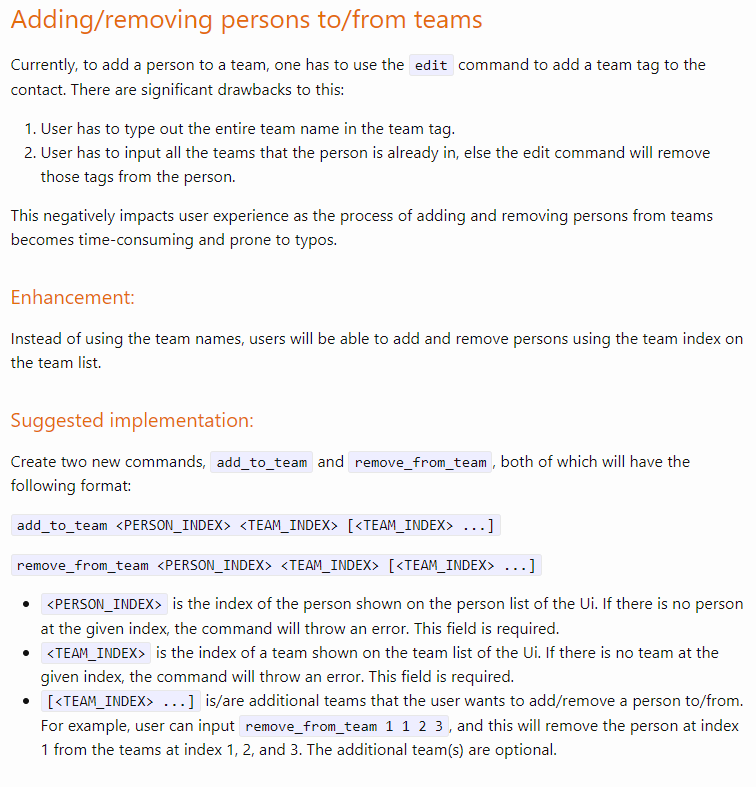 Adding/removing persons to/from teams
Currently, to add a person to a team, one has to use the edit command to add a team tag to the
contact. There are significant drawbacks to this:
1. User has to type out the entire team name in the team tag.
2. User has to input all the teams that the person is already in, else the edit command will remove
those tags from the person.
This negatively impacts user experience as the process of adding and removing persons from teams
becomes time-consuming and prone to typos.
Enhancement:
Instead of using the team names, users will be able to add and remove persons using the team index on
the team list.
Suggested implementation:
Create two new commands, add_to_team and remove_from_team, both of which will have the
following format:
add_to_team <PERSON_INDEX> <TEAM_INDEX> [<TEAM_INDEX> ...]
remove_from_team <PERSON_INDEX> <TEAM_INDEX> [<TEAM_INDEX> ...]
• <PERSON_INDEX> is the index of the person shown on the person list of the Ui. If there is no person
at the given index, the command will throw an error. This field is required.
• <TEAM_INDEX> is the index of a team shown on the team list of the Ui. If there is no team at the
given index, the command will throw an error. This field is required.
• [<TEAM_INDEX> ...] is/are additional teams that the user wants to add/remove a person to/from.
For example, user can input remove_from_team 1 1 2 3, and this will remove the person at index
1 from the teams at index 1, 2, and 3. The additional team(s) are optional.